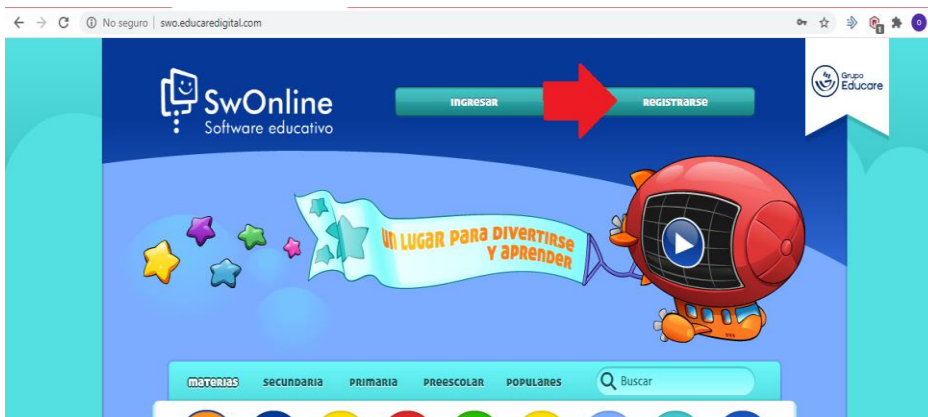 No seguro | swo.educaredigital.com
SwOnline
Software educativo
INGRESAR
REGISTRARSE
Grupo
Educare
UN LUGAR PARA DIVERTIRSE
Y APRENDER
MATERIAS
SECUNDARIA
PRIMARIA
PREESCOLAR
POPULARES
Buscar